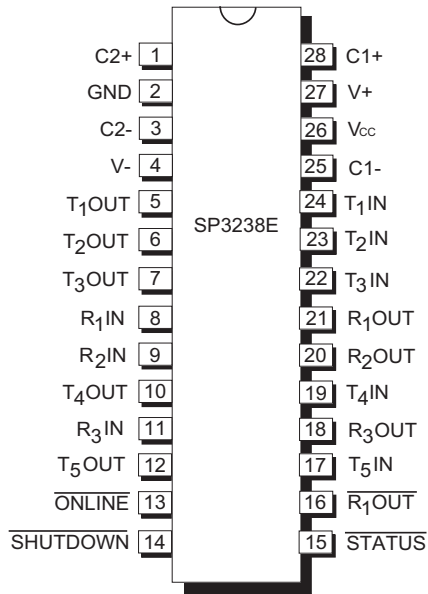 C2+ 1 28 C1+
GND 2 27 V+
C2- 3 26 Vcc
V- 4 25 C1-
T1OUT 5 24 T1IN
SP3238E
T2OUT 6 23 T2IN
T3OUT 7 22 T3IN
R1IN 8 21 R1OUT
R2IN 9 20 R2OUT
T4OUT 10 19 T4IN
R3IN 11 18 R3OUT
T5OUT 12 17 T5IN
ONLINE 13 16 R1OUT
SHUTDOWN 14 15 STATUS